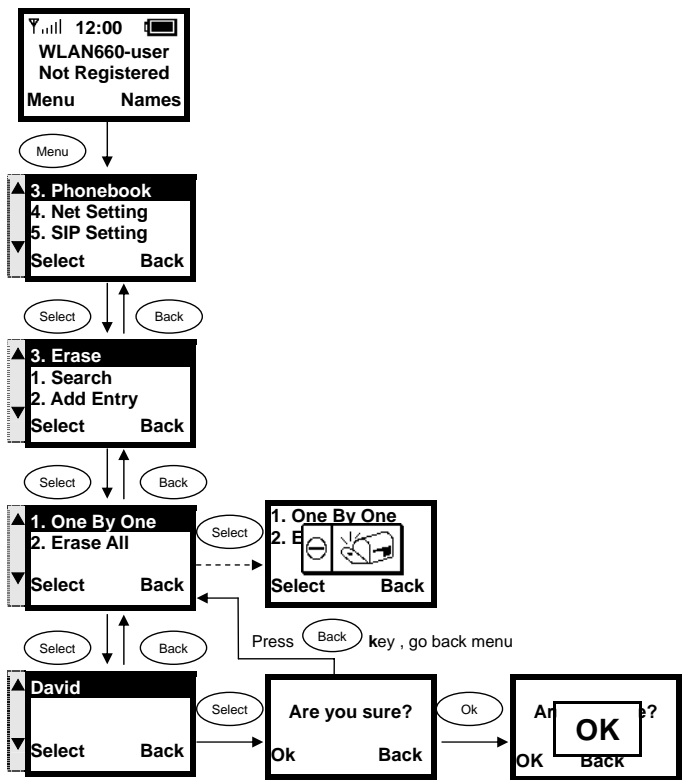 12:00
WLAN660-user
Not Registered
Menu Names
Menu
3. Phonebook
4. Net Setting
5. SIP Setting
Select Back
Select Back
3. Erase
1. Search
2. Add Entry
Select Back
Select Back
1. One By One
2. Erase All
Select Back
Select
1. One By One
2. E
Select Back
Select Back
Press Back key , go back menu
David
Select Back
Select
Are you sure?
Ok Back
Ok
Ar e?
OK
OK Back